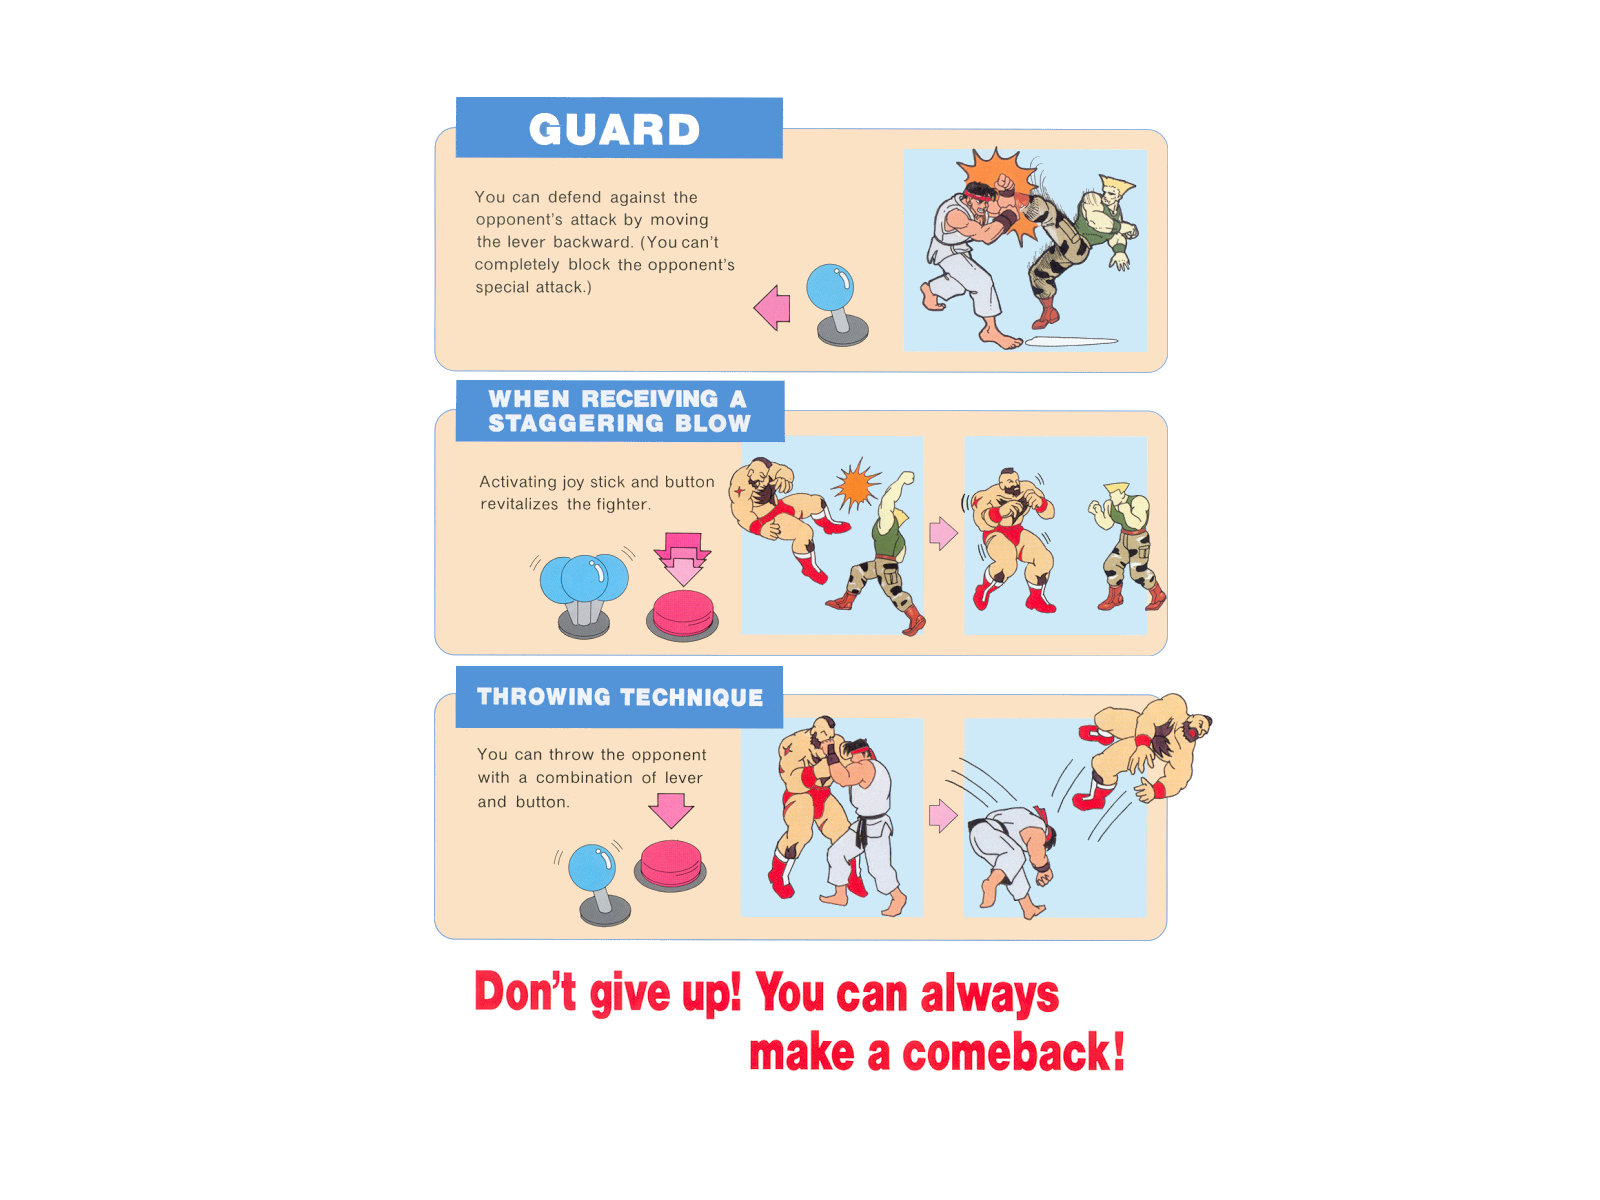 GUARD
You can defend against the
opponent's attack by moving
the lever backward. (You can't
completely block the opponent's
special attack.)
WHEN RECEIVING A
STAGGERING BLOW
Activating joy stick and button
revitalizes the fighter.
THROWING TECHNIQUE
You can throw the opponent
with a combination of lever
and button.
Don't give up! You can always
make a comeback!